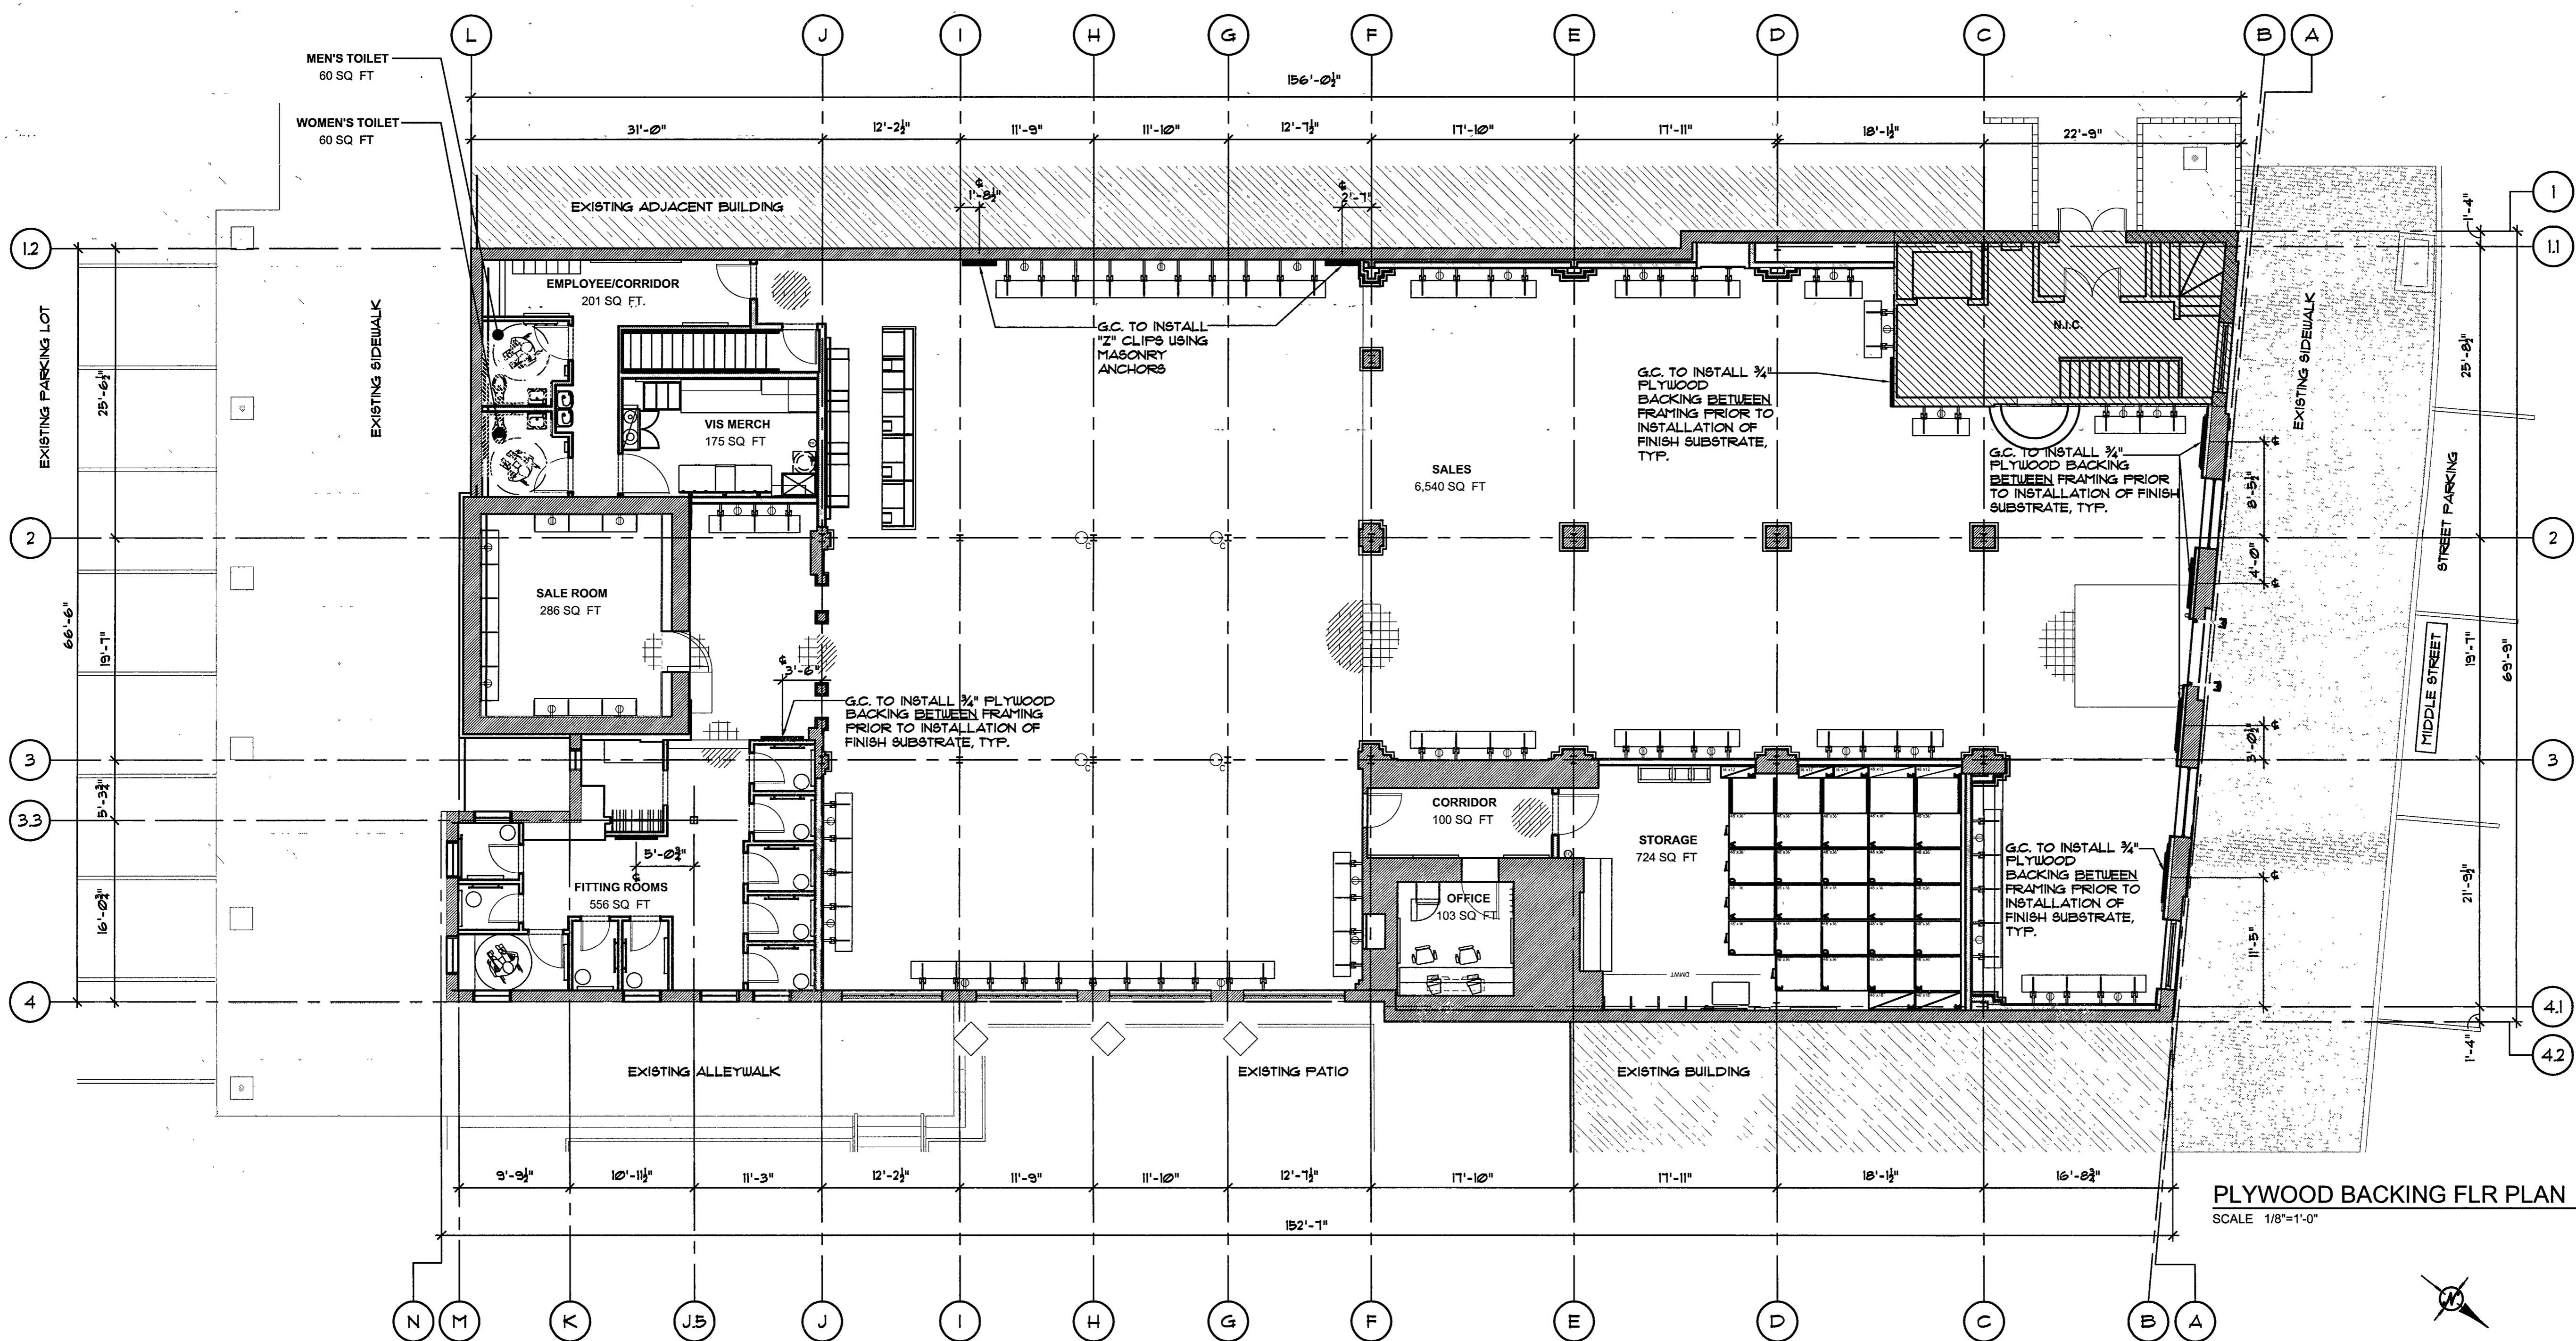 L
J
I
H
G
F
E
D
C
B
A
MEN'S TOILET
60 SQ FT
WOMEN'S TOILET
60 SQ FT
156'-0½"
31'-0"
12'-2½"
11'-9"
11'-10"
12'-7½"
17'-10"
17'-11"
18'-1½"
22'-9"
EXISTING ADJACENT BUILDING
1'-8½"
2'-7"
1
1.1
1'-4"
1.2
EMPLOYEE/CORRIDOR
201 SQ FT.
EXISTING PARKING LOT
EXISTING SIDEWALK
66'-6"
25'-6½"
19'-7"
5'-3¾"
16'-0¾"
G.C. TO INSTALL
"Z" CLIPS USING
MASONRY
ANCHORS
N.I.C.
G.C. TO INSTALL ¾"
PLYWOOD
BACKING BETWEEN
FRAMING PRIOR TO
INSTALLATION OF
FINISH SUBSTRATE,
TYP.
VIS MERCH
175 SQ FT
SALES
6,540 SQ FT
G.C. TO INSTALL ¾"
PLYWOOD BACKING
BETWEEN FRAMING PRIOR
TO INSTALLATION OF FINISH
SUBSTRATE, TYP.
EXISTING SIDEWALK
STREET PARKING
MIDDLE STREET
25'-8½"
8'-5½"
4'-0"
19'-7"
69'-9"
3'-0½"
21'-9½"
11'-5"
1'-4"
2
2
C
C
SALE ROOM
286 SQ FT
3'-6"
G.C. TO INSTALL ¾" PLYWOOD
BACKING BETWEEN FRAMING
PRIOR TO INSTALLATION OF
FINISH SUBSTRATE, TYP.
3
3
C
C
3.3
CORRIDOR
100 SQ FT
STORAGE
724 SQ FT
5'-0¾"
FITTING ROOMS
556 SQ FT
OFFICE
103 SQ FT
G.C. TO INSTALL ¾"
PLYWOOD
BACKING BETWEEN
FRAMING PRIOR TO
INSTALLATION OF
FINISH SUBSTRATE,
TYP.
4
4.1
4.2
EXISTING ALLEYWALK
EXISTING PATIO
EXISTING BUILDING
9'-9½"
10'-11½"
11'-3"
12'-2½"
11'-9"
11'-10"
12'-7½"
17'-10"
17'-11"
18'-1½"
16'-8¾"
152'-7"
PLYWOOD BACKING FLR PLAN
SCALE 1/8"=1'-0"
N
N
M
K
J.5
J
I
H
G
F
E
D
C
B
A